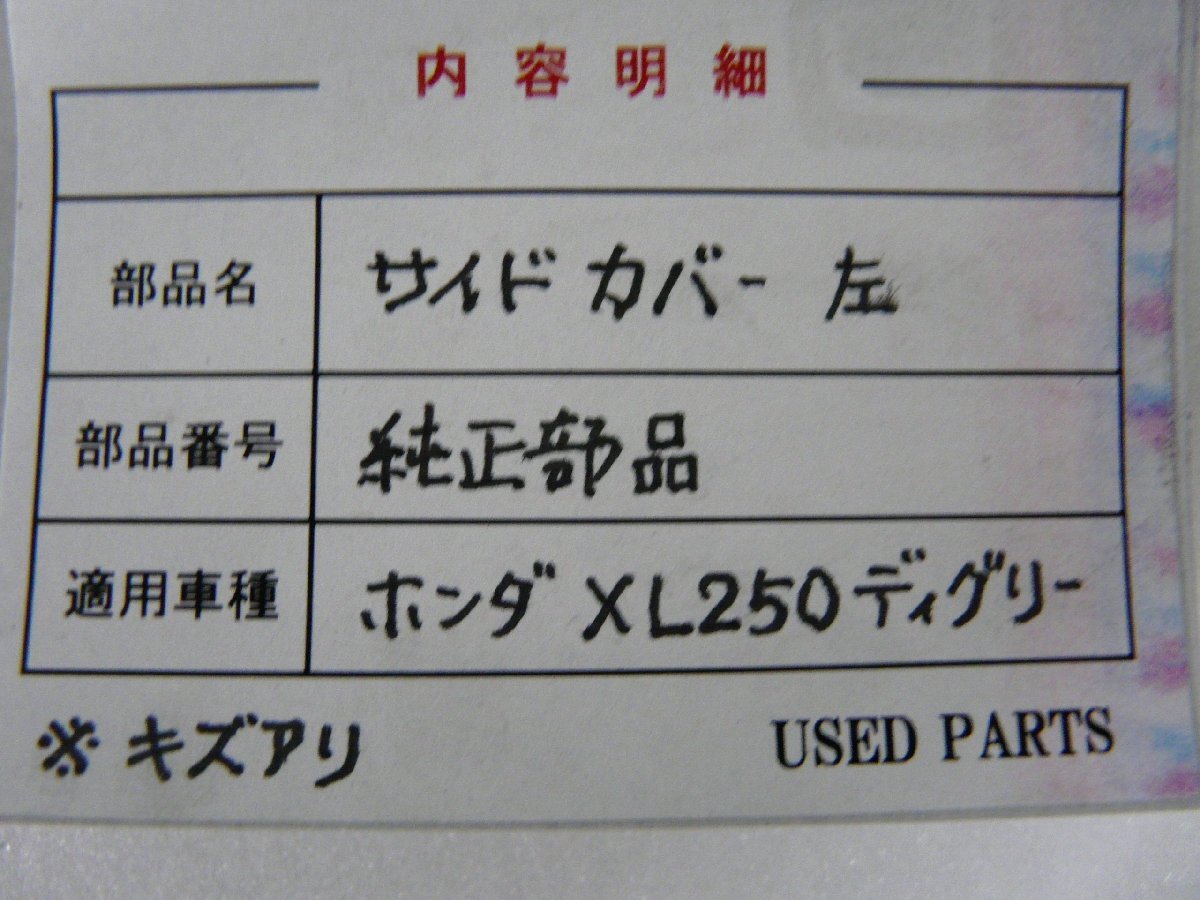 内容明細
部品名 サイドカバー 左
部品番号 純正部品
適用車種 ホンダ XL250ディグリー
※キズアリ USED PARTS